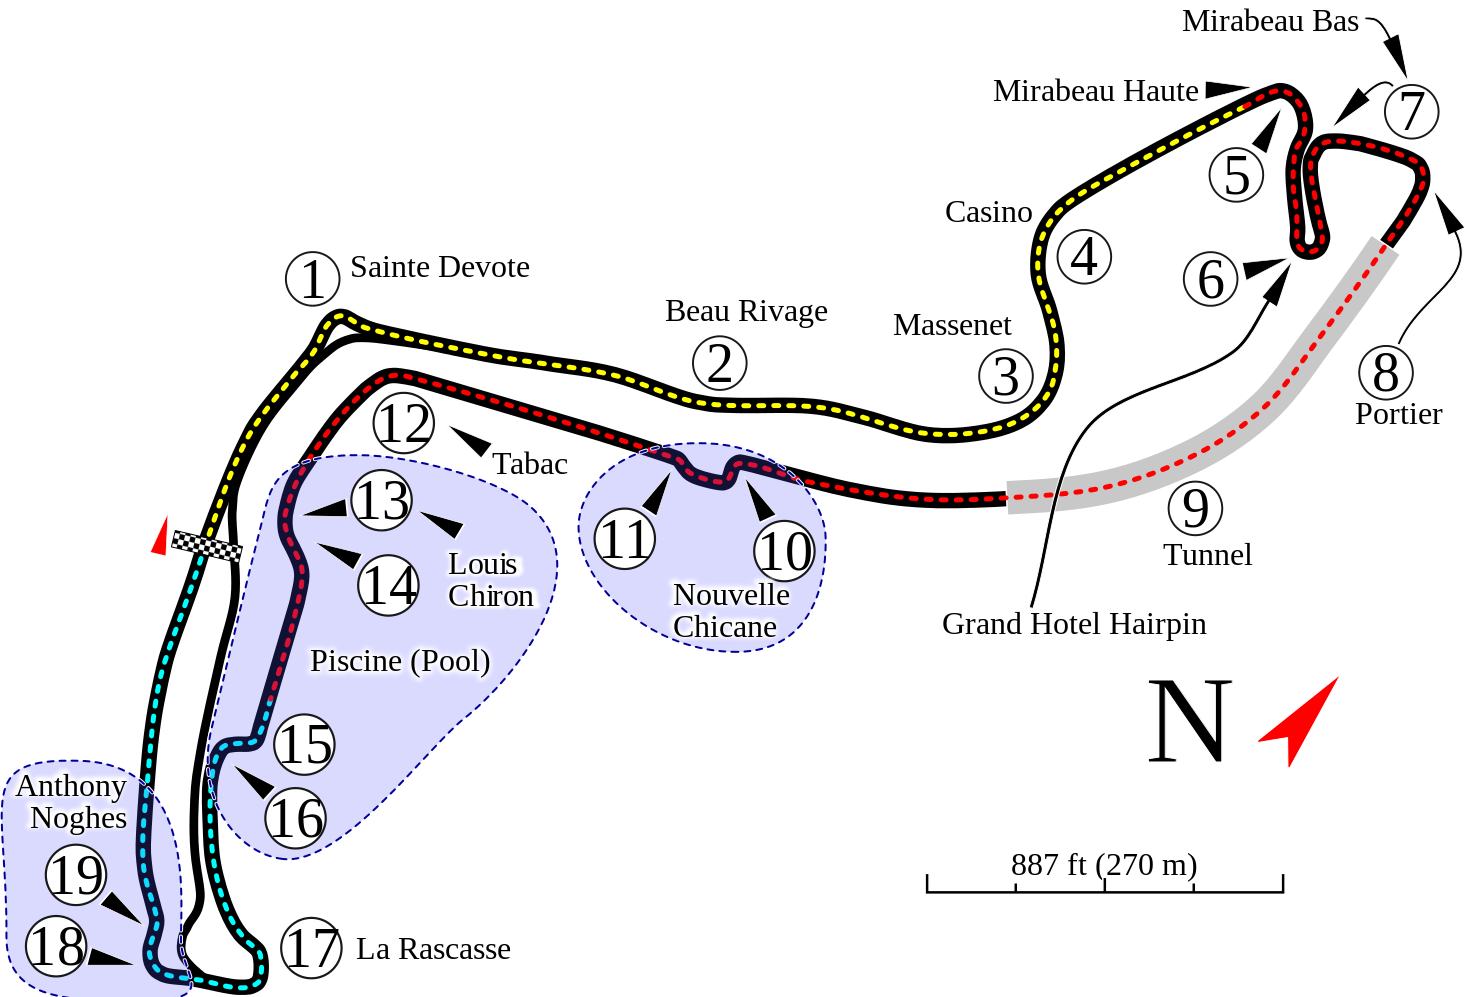 Mirabeau Bas
Mirabeau Haute
7
5
Casino
4
6
1
Sainte Devote
Beau Rivage
2
Massenet
3
8
Portier
12
Tabac
13
Louis
Chiron
14
11
10
Nouvelle
Chicane
9
Tunnel
Grand Hotel Hairpin
Piscine (Pool)
N
15
16
Anthony
Noghes
19
18
17
La Rascasse
887 ft (270 m)